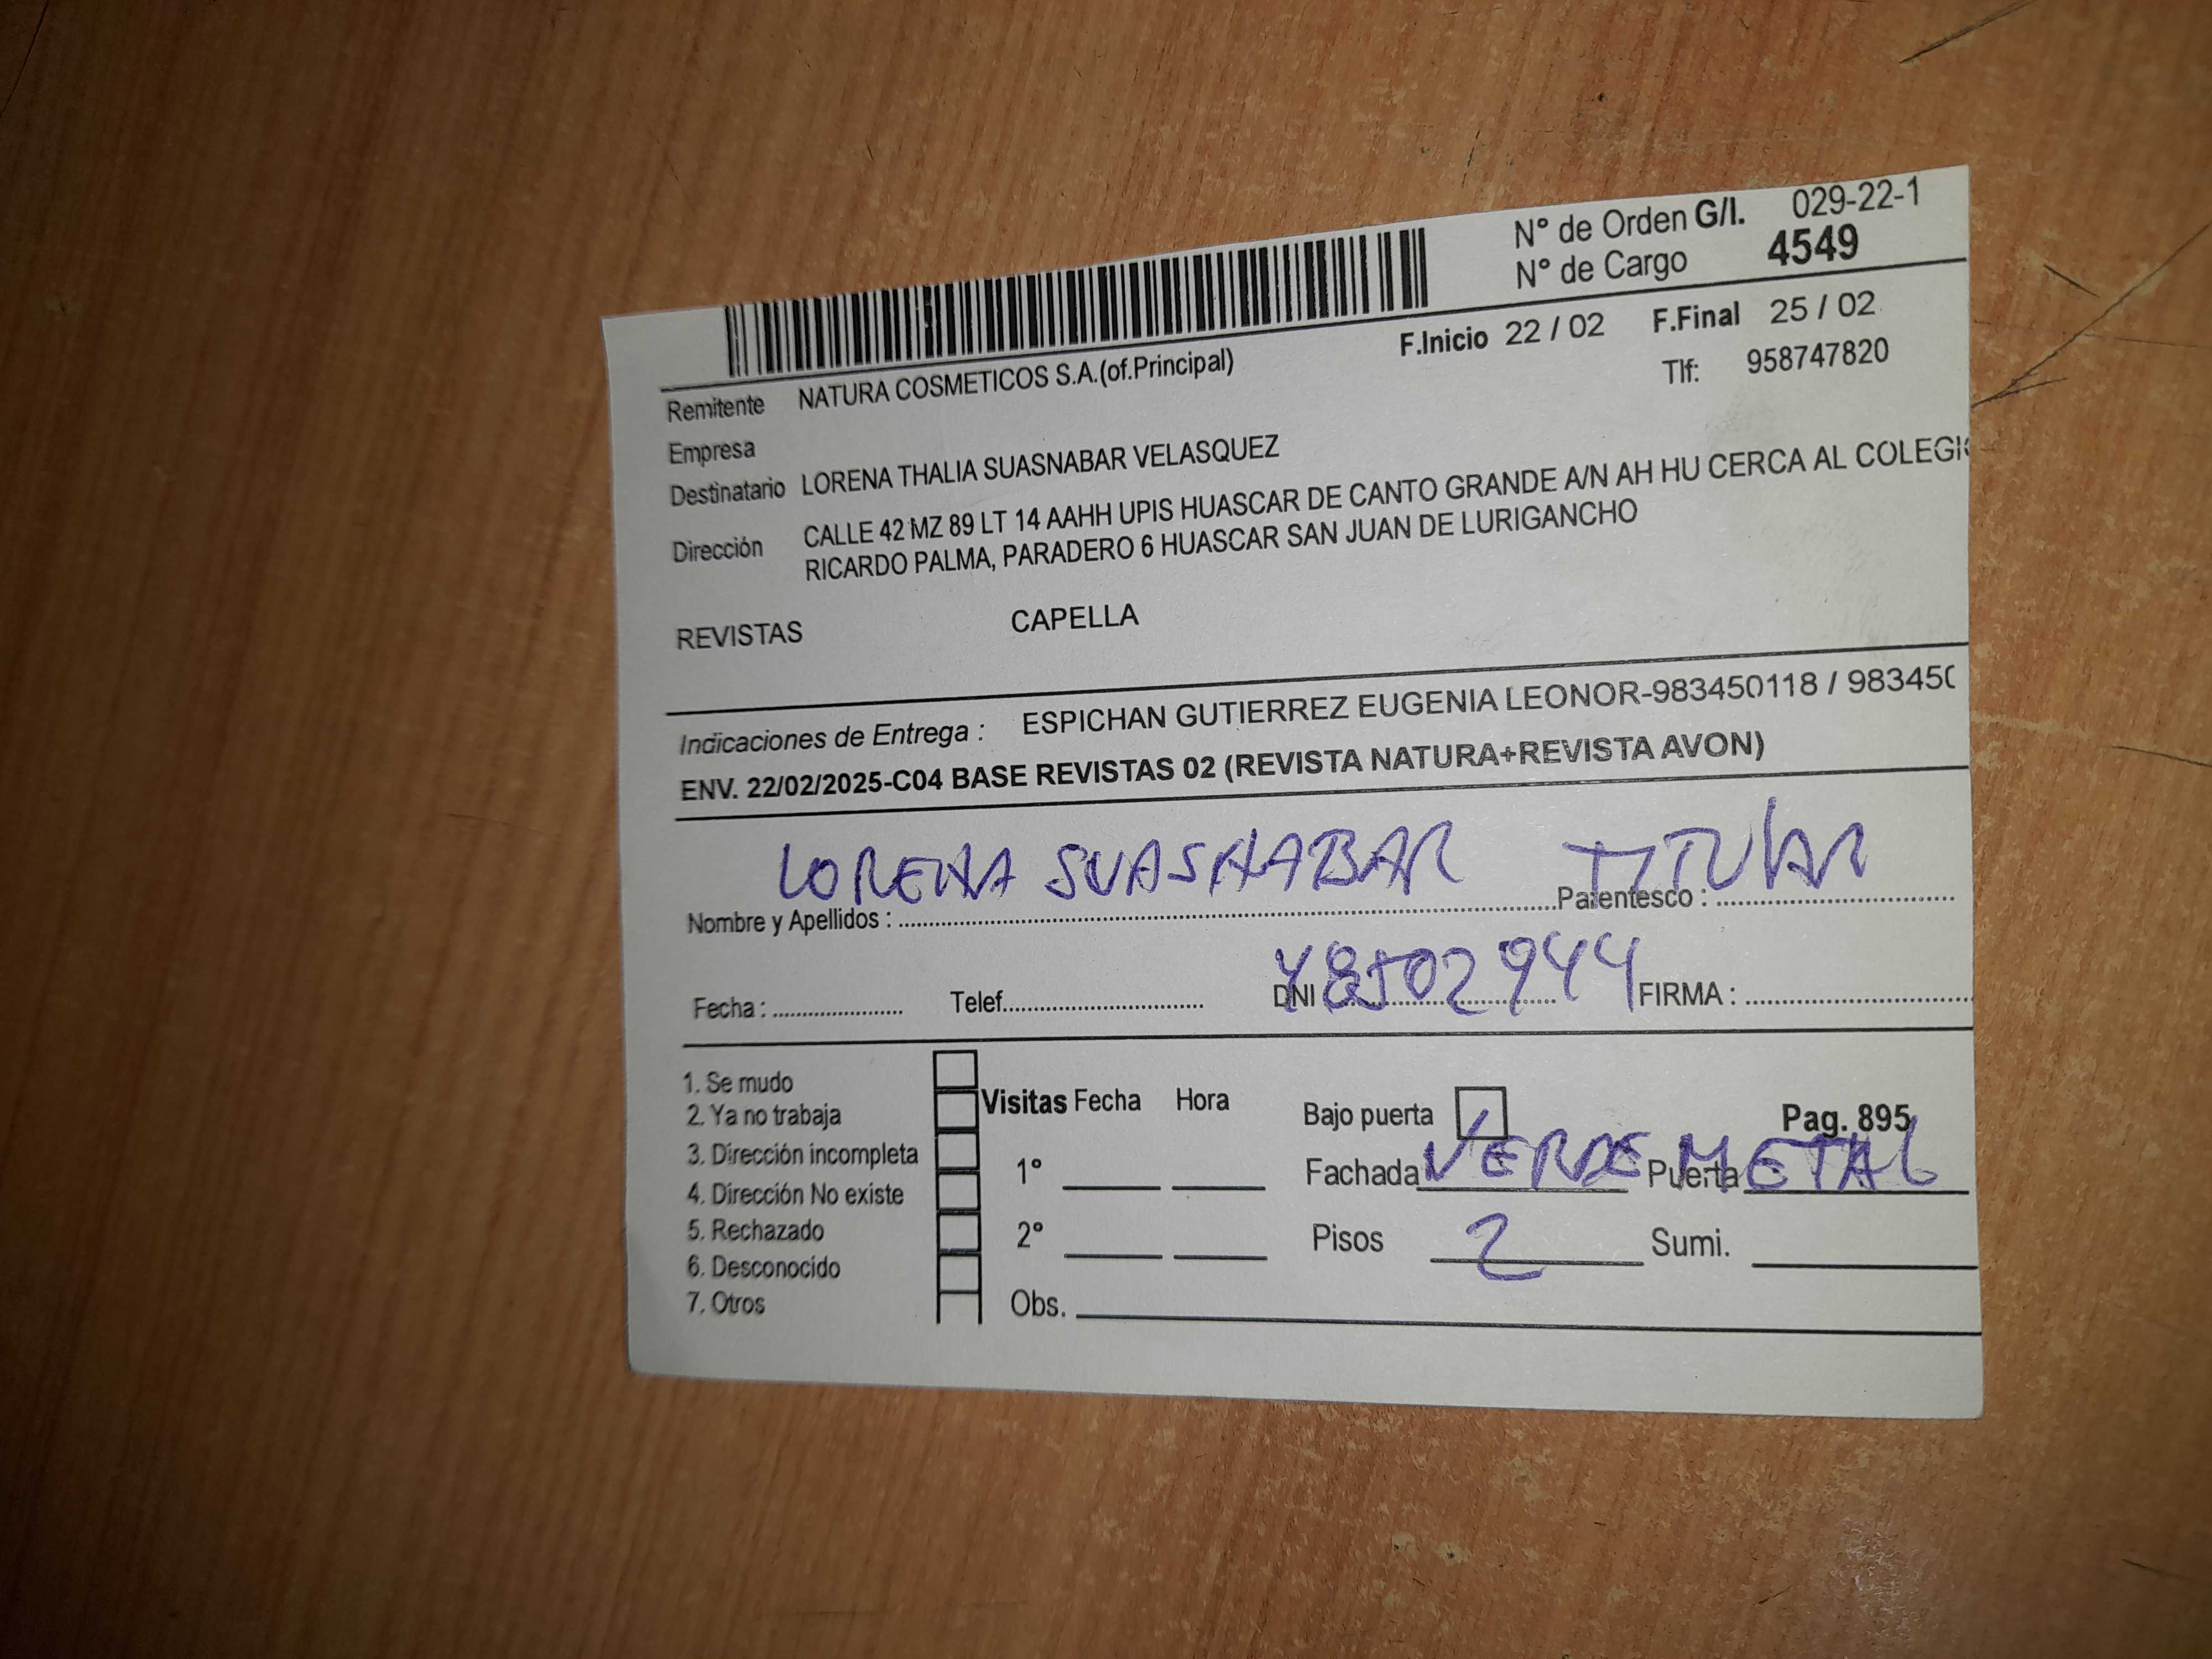 N° de Orden G/I. 029-22-1
N° de Cargo 4549
F.Inicio 22 / 02 F.Final 25 / 02
Remitente NATURA COSMETICOS S.A.(of.Principal) Tlf: 958747820
Empresa
Destinatario LORENA THALIA SUASNABAR VELASQUEZ
Dirección CALLE 42 MZ 89 LT 14 AAHH UPIS HUASCAR DE CANTO GRANDE A/N AH HU CERCA AL COLEGIO
RICARDO PALMA, PARADERO 6 HUASCAR SAN JUAN DE LURIGANCHO
REVISTAS CAPELLA
Indicaciones de Entrega : ESPICHAN GUTIERREZ EUGENIA LEONOR-983450118 / 983450
ENV. 22/02/2025-C04 BASE REVISTAS 02 (REVISTA NATURA+REVISTA AVON)
LORENA SUASNABAR TITULAR
Nombre y Apellidos : Parentesco :
Fecha : Telef. DNI 48502944 FIRMA :
1. Se mudo
2. Ya no trabaja
3. Dirección incompleta
4. Dirección No existe
5. Rechazado
6. Desconocido
7. Otros
Visitas Fecha Hora
1°
2°
Obs.
Bajo puerta Pag. 895
Fachada VERDE Puerta METAL
Pisos 2 Sumi.